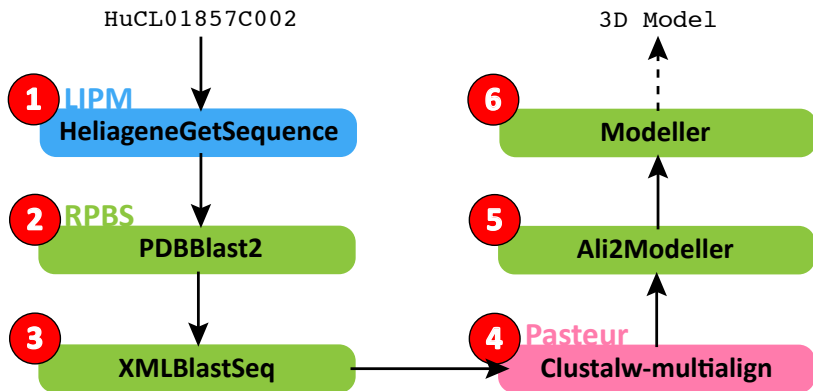 HuCL01857C002
1
LIPM
HeliageneGetSequence
2
RPBS
PDBBlast2
3
XMLBlastSeq
4
Pasteur
Clustalw-multialign
5
Ali2Modeller
6
Modeller
3D Model